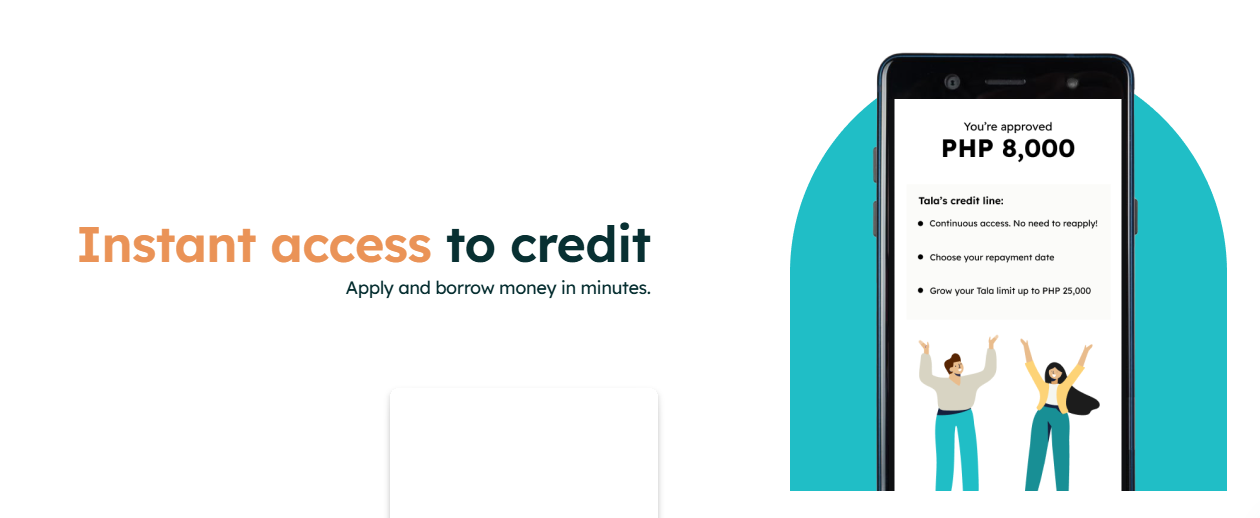 Instant access to credit
Apply and borrow money in minutes.
You're approved
PHP 8,000
Tala's credit line:
Continuous access. No need to reapply!
Choose your repayment date
Grow your Tala limit up to PHP 25,000